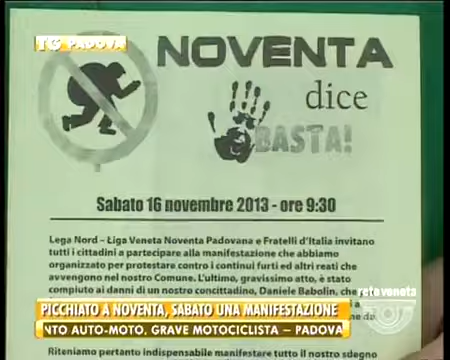 TG PADOVA
NOVENTA
dice
BASTA!
Sabato 16 novembre 2013 - ore 9:30
Lega Nord – Liga Veneta Noventa Padovana e Fratelli d'Italia invitano
tutti i cittadini a partecipare alla manifestazione che abbiamo
organizzato per protestare contro i continui furti ed altri reati che
avvengono nel nostro Comune. L'ultimo, gravissimo atto, è stato
compiuto ai danni di un nostro concittadino, Daniele Babolin, che
reteveneta
PICCHIATO A NOVENTA, SABATO UNA MANIFESTAZIONE
NTO AUTO-MOTO. GRAVE MOTOCICLISTA – PADOVA
Riteniamo pertanto indispensabile manifestare tutto il nostro sdegno